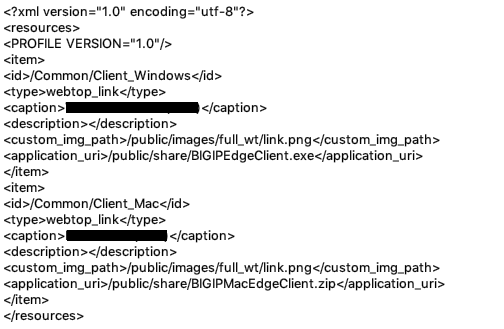 <?xml version="1.0" encoding="utf-8"?>
<resources>
<PROFILE VERSION="1.0"/>
<item>
<id>/Common/Client_Windows</id>
<type>webtop_link</type>
<caption>)</caption>
<description></description>
<custom_img_path>/public/images/full_wt/link.png</custom_img_path>
<application_uri>/public/share/BIGIPEdgeClient.exe</application_uri>
</item>
<item>
<id>/Common/Client_Mac</id>
<type>webtop_link</type>
<caption>)</caption>
<description></description>
<custom_img_path>/public/images/full_wt/link.png</custom_img_path>
<application_uri>/public/share/BIGIPMacEdgeClient.zip</application_uri>
</item>
</resources>